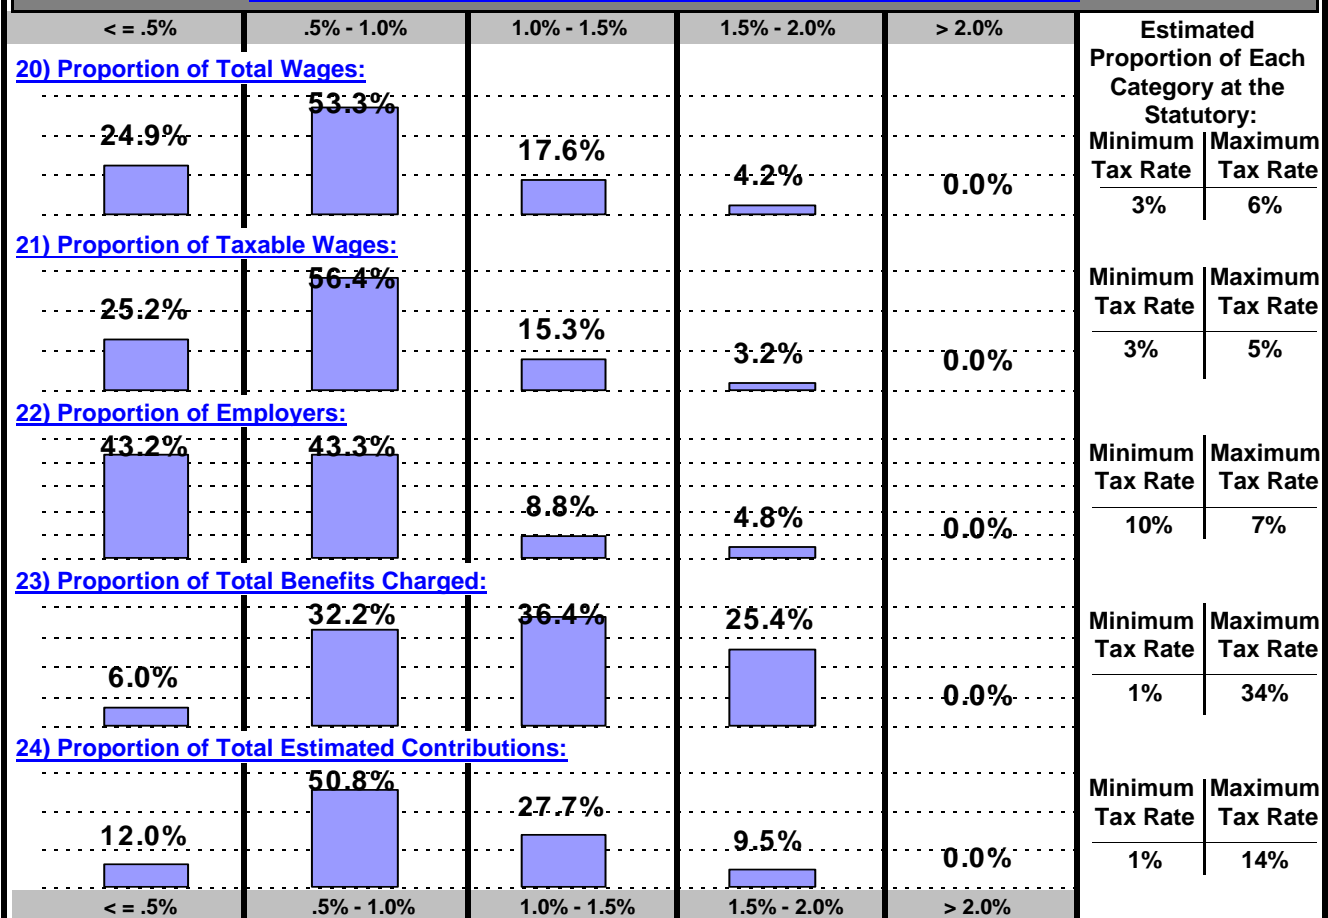 < = .5% .5% - 1.0% 1.0% - 1.5% 1.5% - 2.0% > 2.0%
Estimated
Proportion of Each
Category at the
Statutory:
20) Proportion of Total Wages:
24.9% 53.3% 17.6% 4.2% 0.0%
Minimum Maximum
Tax Rate Tax Rate
3% 6%
21) Proportion of Taxable Wages:
25.2% 56.4% 15.3% 3.2% 0.0%
Minimum Maximum
Tax Rate Tax Rate
3% 5%
22) Proportion of Employers:
43.2% 43.3% 8.8% 4.8% 0.0%
Minimum Maximum
Tax Rate Tax Rate
10% 7%
23) Proportion of Total Benefits Charged:
6.0% 32.2% 36.4% 25.4% 0.0%
Minimum Maximum
Tax Rate Tax Rate
1% 34%
24) Proportion of Total Estimated Contributions:
12.0% 50.8% 27.7% 9.5% 0.0%
Minimum Maximum
Tax Rate Tax Rate
1% 14%
< = .5% .5% - 1.0% 1.0% - 1.5% 1.5% - 2.0% > 2.0%